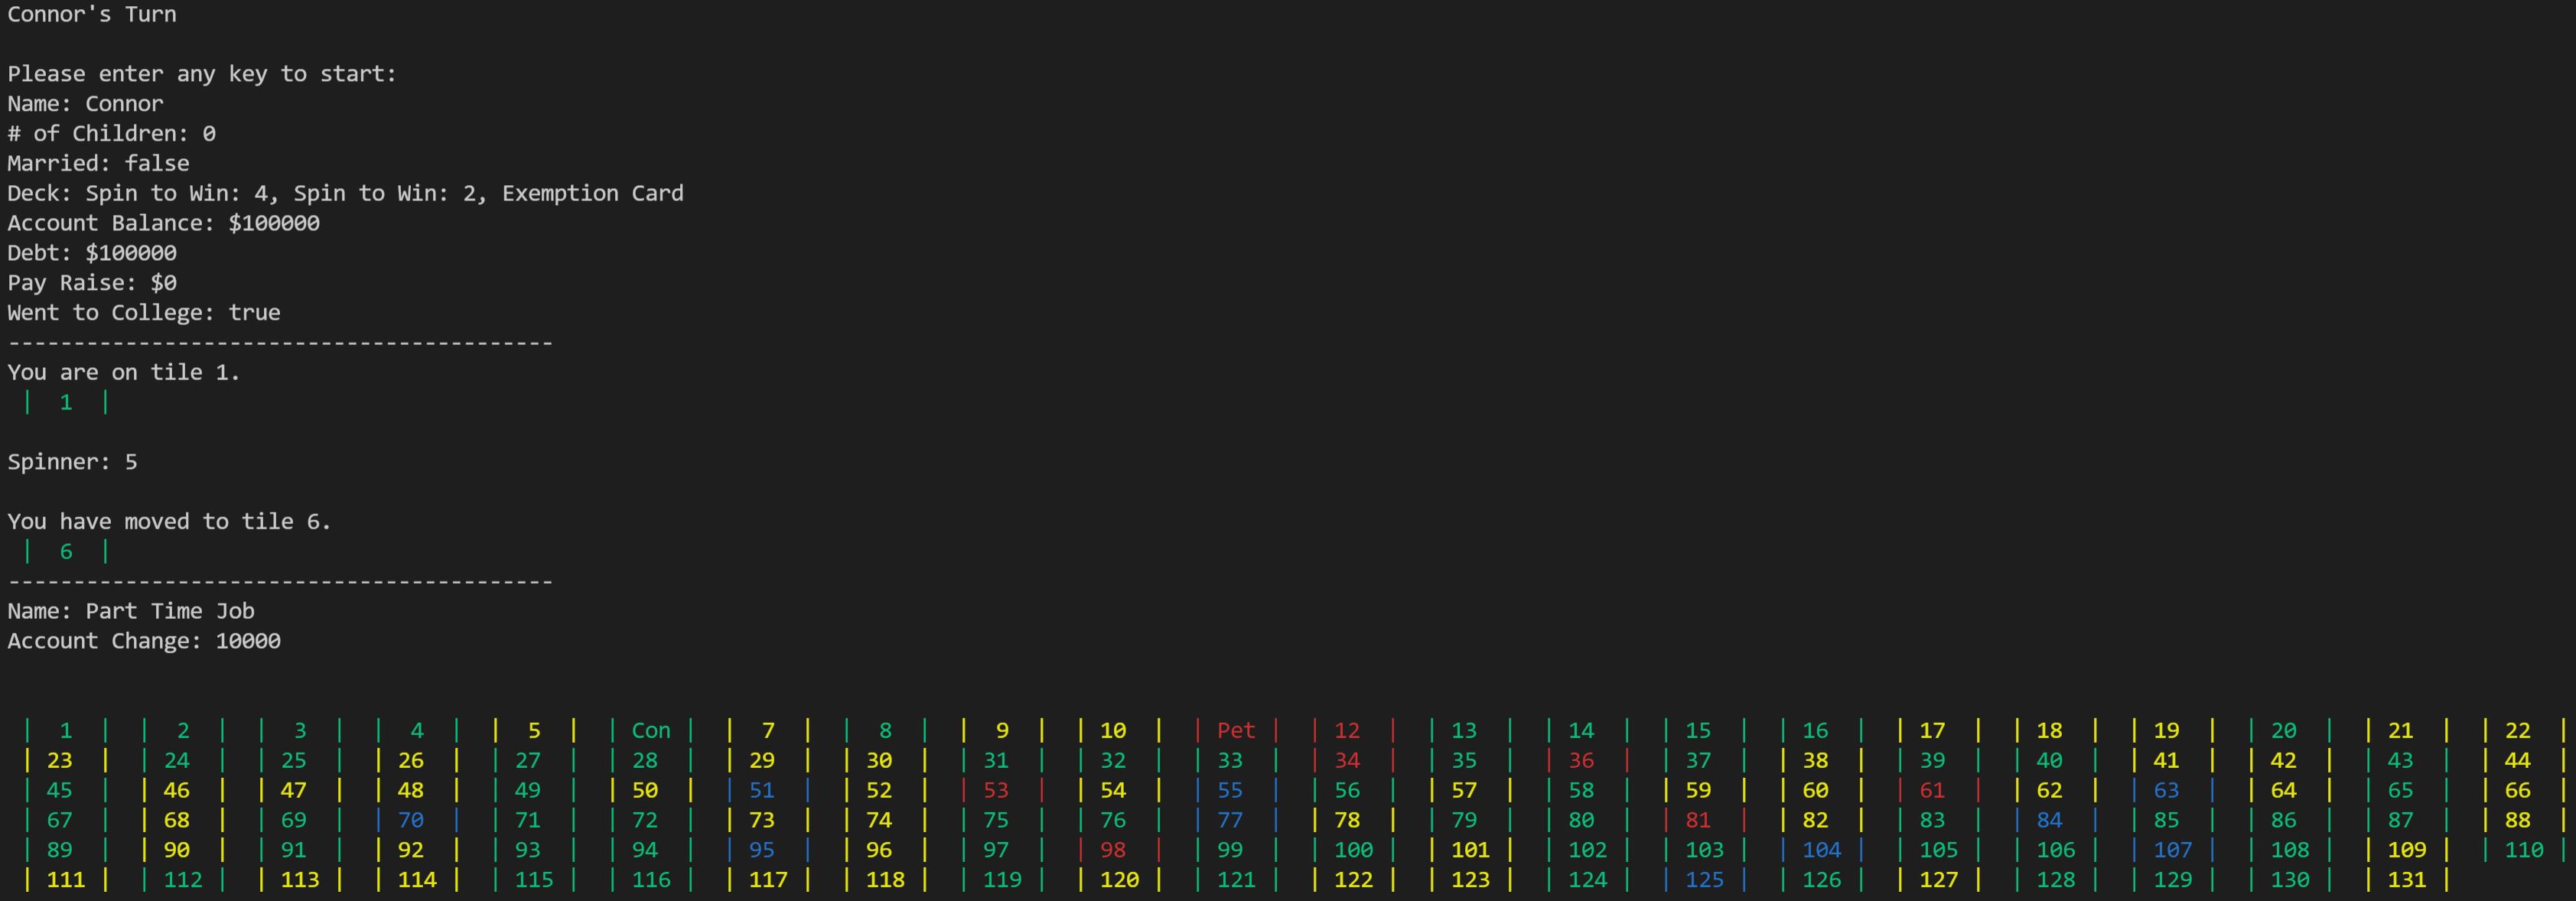 Connor's Turn
Please enter any key to start:
Name: Connor
# of Children: 0
Married: false
Deck: Spin to Win: 4, Spin to Win: 2, Exemption Card
Account Balance: $100000
Debt: $100000
Pay Raise: $0
Went to College: true
------------------------------------------
You are on tile 1.
| 1 |
Spinner: 5
You have moved to tile 6.
| 6 |
------------------------------------------
Name: Part Time Job
Account Change: 10000
| 1 | | 2 | | 3 | | 4 | | 5 | | Con | | 7 | | 8 | | 9 | | 10 | | Pet | | 12 | | 13 | | 14 | | 15 | | 16 | | 17 | | 18 | | 19 | | 20 | | 21 | | 22 |
| 23 | | 24 | | 25 | | 26 | | 27 | | 28 | | 29 | | 30 | | 31 | | 32 | | 33 | | 34 | | 35 | | 36 | | 37 | | 38 | | 39 | | 40 | | 41 | | 42 | | 43 | | 44 |
| 45 | | 46 | | 47 | | 48 | | 49 | | 50 | | 51 | | 52 | | 53 | | 54 | | 55 | | 56 | | 57 | | 58 | | 59 | | 60 | | 61 | | 62 | | 63 | | 64 | | 65 | | 66 |
| 67 | | 68 | | 69 | | 70 | | 71 | | 72 | | 73 | | 74 | | 75 | | 76 | | 77 | | 78 | | 79 | | 80 | | 81 | | 82 | | 83 | | 84 | | 85 | | 86 | | 87 | | 88 |
| 89 | | 90 | | 91 | | 92 | | 93 | | 94 | | 95 | | 96 | | 97 | | 98 | | 99 | | 100 | | 101 | | 102 | | 103 | | 104 | | 105 | | 106 | | 107 | | 108 | | 109 | | 110 |
| 111 | | 112 | | 113 | | 114 | | 115 | | 116 | | 117 | | 118 | | 119 | | 120 | | 121 | | 122 | | 123 | | 124 | | 125 | | 126 | | 127 | | 128 | | 129 | | 130 | | 131 |